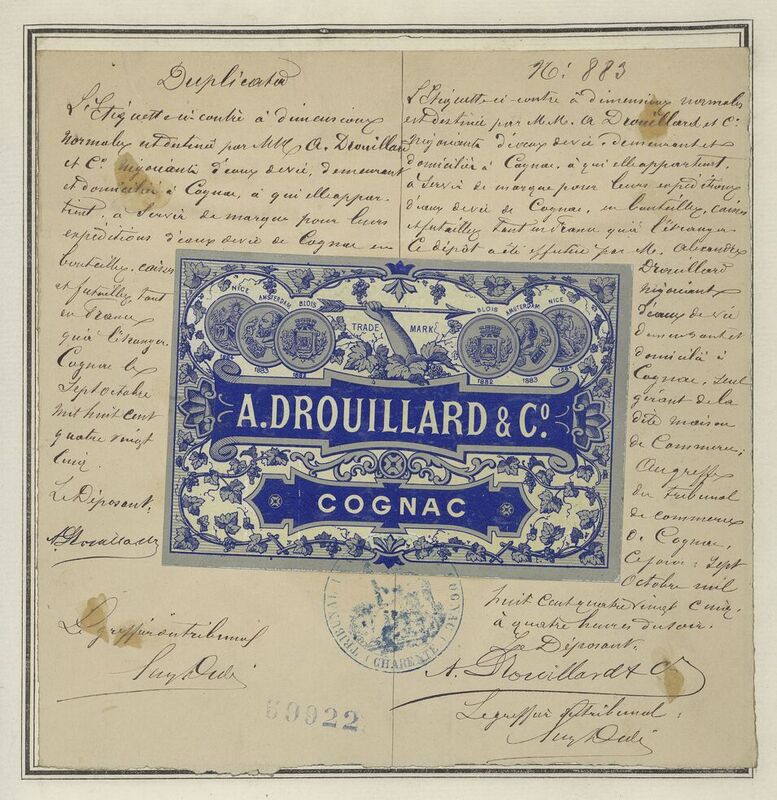 Duplicata
L'Etiquette ci-contre à dimensions
normales est destinée par MM A. Drouillard
et Cie négociants d'eaux de vie, demeurant
et domiciliés à Cognac, à qui elle appar-
tient, à servir de marque pour leurs
expéditions d'eaux de vie de Cognac en
bouteilles, caisses
et futailles, tant
en France
qu'à l'étranger.
Cognac le
Sept Octobre
mil huit cent
quatre vingt
cinq.
Le Déposant,
A. Drouillard
Le greffier du tribunal
N: 883
L'Etiquette ci-contre à dimensions normales
est destinée par M.M. A. Drouillard et Cie
négociants d'eaux de vie, demeurant et
domiciliés à Cognac, à qui elle appartient,
à servir de marque pour leurs expéditions
d'eaux de vie de Cognac, en bouteilles, caisses
et futailles tant en France qu'à l'étranger
Ce dépôt a été effectué par M. Alexandre
Drouillard
négociant
d'eaux de vie
demeurant et
domicilié à
Cognac, seul
gérant de la
dite maison
de Commerce;
Au greffe
du tribunal
de commerce
de Cognac,
Ce jour: Sept
Octobre mil
huit cent quatre vingt cinq,
à quatre heures du soir.
Le Déposant,
A. Drouillard & Cie
Le greffier du tribunal:
NICE AMSTERDAM BLOIS
1884 1883 1882
TRADE MARK
BLOIS AMSTERDAM NICE
1882 1883 1884
A. DROUILLARD & Co.
COGNAC
TRIBUNAL COGNAC
(CHARENTE)
59922